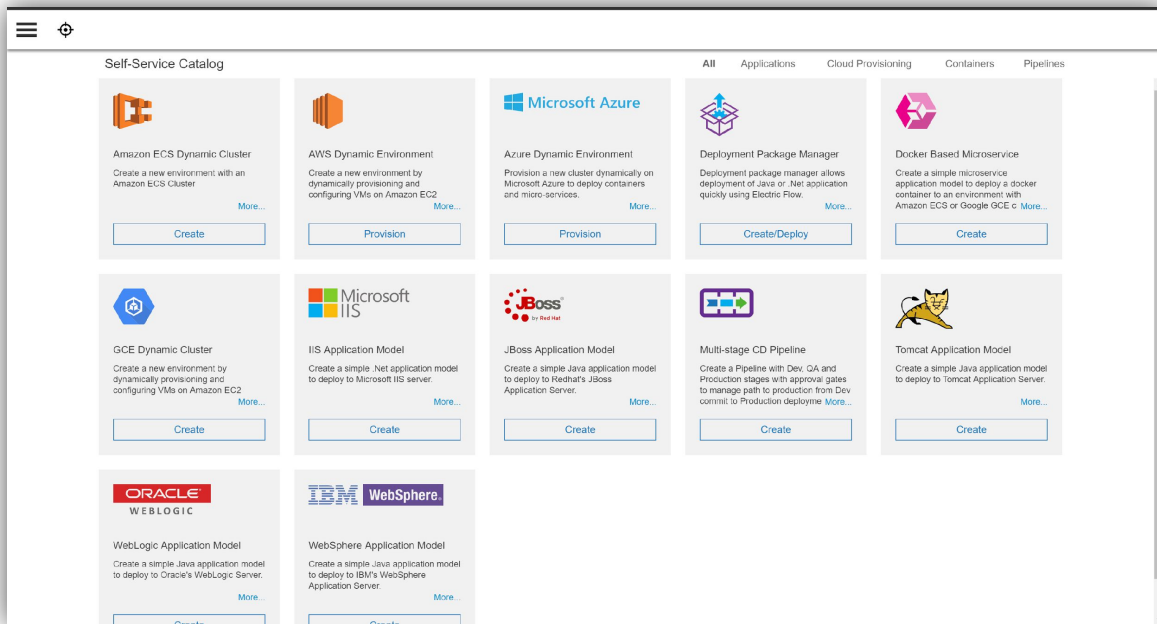 Self-Service Catalog
All Applications Cloud Provisioning Containers Pipelines
Amazon ECS Dynamic Cluster
Create a new environment with an
Amazon ECS Cluster
More...
Create
AWS Dynamic Environment
Create a new environment by
dynamically provisioning and
configuring VMs on Amazon EC2
More...
Provision
Microsoft Azure
Azure Dynamic Environment
Provision a new cluster dynamically on
Microsoft Azure to deploy containers
and micro-services.
More...
Provision
Deployment Package Manager
Deployment package manager allows
deployment of Java or .Net application
quickly using Electric Flow.
More...
Create/Deploy
Docker Based Microservice
Create a simple microservice
application model to deploy a docker
container to an environment with
Amazon ECS or Google GCE c More...
Create
GCE Dynamic Cluster
Create a new environment by
dynamically provisioning and
configuring VMs on Amazon EC2
More...
Create
Microsoft
IIS
IIS Application Model
Create a simple .Net application model
to deploy to Microsoft IIS server.
More...
Create
JBoss
by Red Hat
JBoss Application Model
Create a simple Java application model
to deploy to Redhat's JBoss
Application Server.
More...
Create
Multi-stage CD Pipeline
Create a Pipeline with Dev, QA and
Production stages with approval gates
to manage path to production from Dev
commit to Production deployme More...
Create
Tomcat Application Model
Create a simple Java application model
to deploy to Tomcat Application Server.
More...
Create
ORACLE
WEBLOGIC
WebLogic Application Model
Create a simple Java application model
to deploy to Oracle's WebLogic Server.
More...
Create
IBM WebSphere.
WebSphere Application Model
Create a simple Java application model
to deploy to IBM's WebSphere
Application Server.
More...
Create